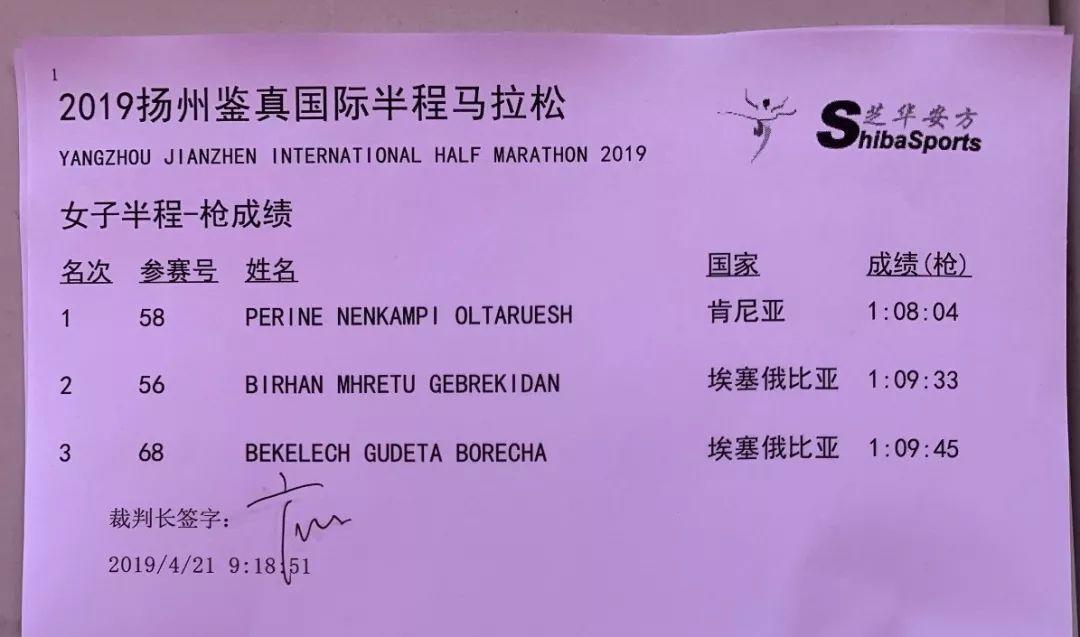 1
2019扬州鉴真国际半程马拉松
YANGZHOU JIANZHEN INTERNATIONAL HALF MARATHON 2019
芝华安方
ShibaSports
女子半程-枪成绩
名次 参赛号 姓名 国家 成绩(枪)
1 58 PERINE NENKAMPI OLTARUESH 肯尼亚 1:08:04
2 56 BIRHAN MHRETU GEBREKIDAN 埃塞俄比亚 1:09:33
3 68 BEKELECH GUDETA BORECHA 埃塞俄比亚 1:09:45
裁判长签字:
2019/4/21 9:18:51